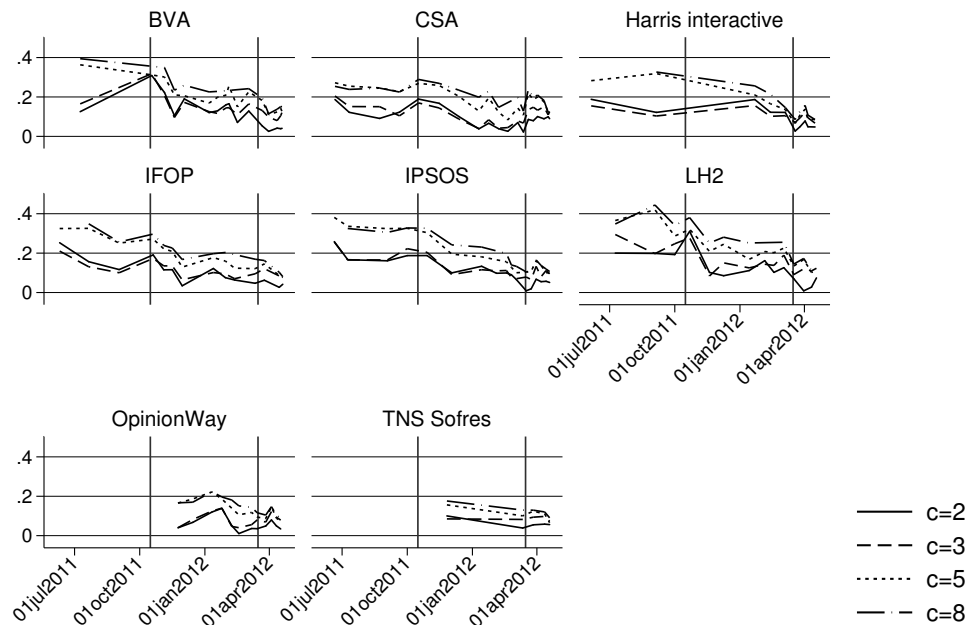 BVA
CSA
Harris interactive
.4
.2
0
IFOP
IPSOS
LH2
.4
.2
0
01jul2011
01oct2011
01jan2012
01apr2012
OpinionWay
TNS Sofres
.4
.2
0
01jul2011
01oct2011
01jan2012
01apr2012
01jul2011
01oct2011
01jan2012
01apr2012
c=2
c=3
c=5
c=8